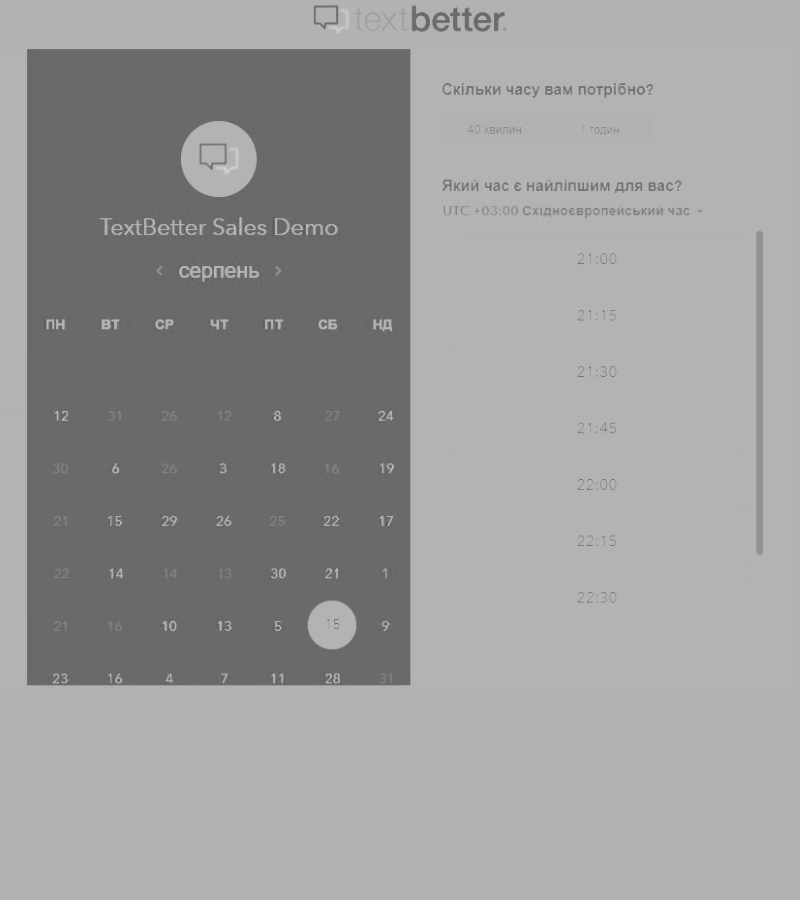 textbetter.
TextBetter Sales Demo
серпень
ПН ВТ СР ЧТ ПТ СБ НД
12 31 26 12 8 27 24
30 6 26 3 18 16 19
21 15 29 26 25 22 17
22 14 14 13 30 21 1
21 16 10 13 5 15 9
23 16 4 7 11 28 31
Скільки часу вам потрібно?
40 хвилин 1 годин
Який час є найліпшим для вас?
UTC +03:00 Східноєвропейський час
21:00
21:15
21:30
21:45
22:00
22:15
22:30